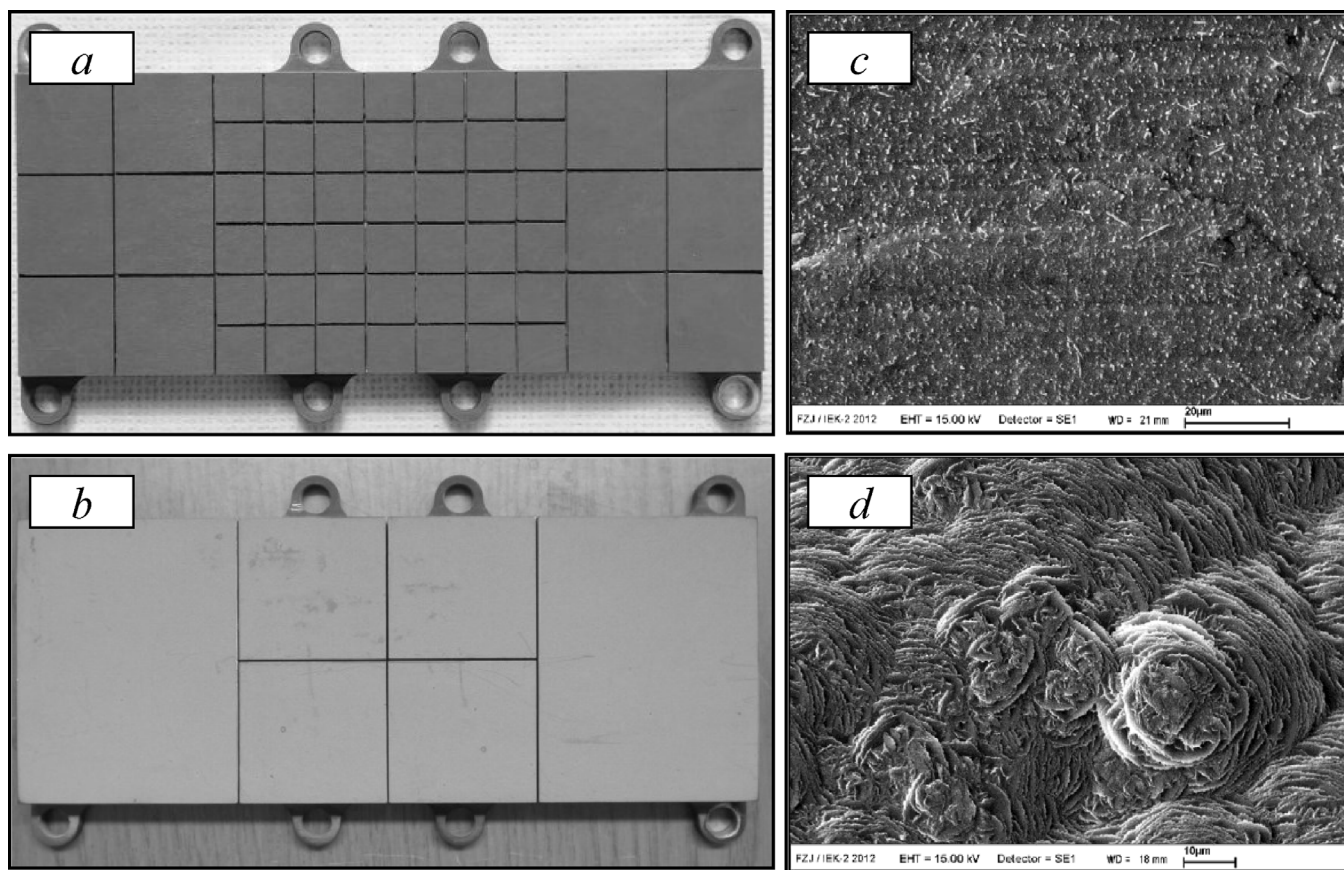 a
c
20µm
FZJ / IEK-2 2012 EHT = 15.00 kV Detector = SE1 WD = 21 mm
b
d
10µm
FZJ / IEK-2 2012 EHT = 15.00 kV Detector = SE1 WD = 18 mm